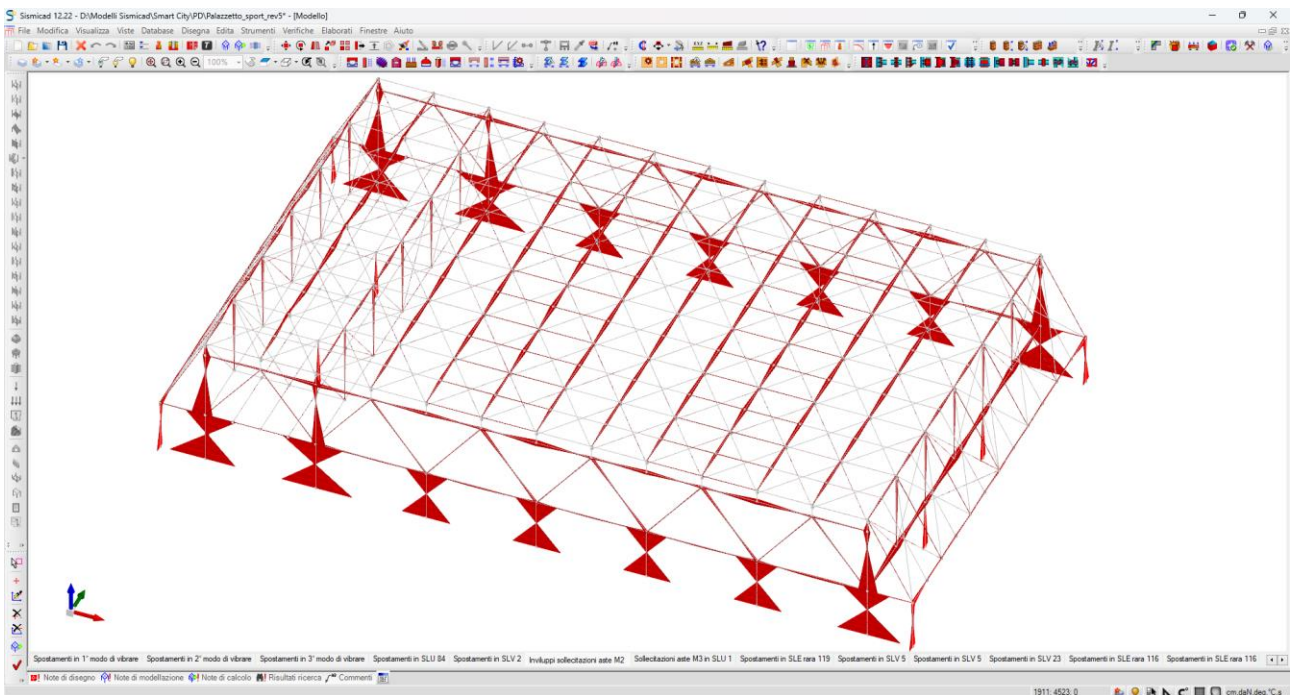 Sismicad 12.22 - D:\Modelli Sismicad\Smart City\PD\Palazzetto_sport_rev5* - [Modello]
File Modifica Visualizza Viste Database Disegna Edita Strumenti Verifiche Elaborati Finestre Aiuto
100%
Spostamenti in 1° modo di vibrare Spostamenti in 2° modo di vibrare Spostamenti in 3° modo di vibrare Spostamenti in SLU 84 Spostamenti in SLV 2 Inviluppi sollecitazioni aste M2 Sollecitazioni aste M3 in SLU 1 Spostamenti in SLE rara 119 Spostamenti in SLV 5 Spostamenti in SLV 5 Spostamenti in SLV 23 Spostamenti in SLE rara 116 Spostamenti in SLE rara 116
Note di disegno Note di modellazione Note di calcolo Risultati ricerca Commenti
1911; 4523; 0 cm,daN,deg,°C,s